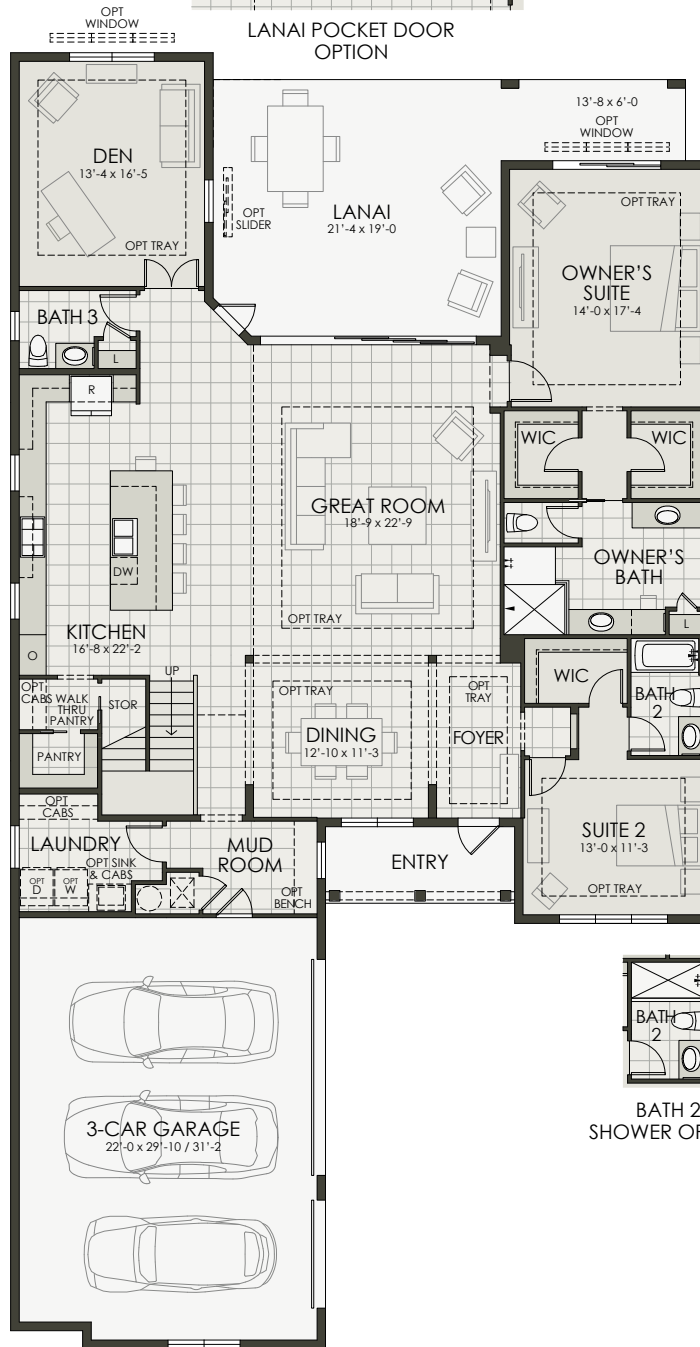 OPT
WINDOW
LANAI POCKET DOOR
OPTION
13'-8 x 6'-0
OPT
WINDOW
DEN
13'-4 x 16'-5
OPT TRAY
OPT
SLIDER
LANAI
21'-4 x 19'-0
OPT TRAY
OWNER'S
SUITE
14'-0 x 17'-4
BATH 3
L
R
WIC
WIC
GREAT ROOM
18'-9 x 22'-9
OPT TRAY
DW
OWNER'S
BATH
L
KITCHEN
16'-8 x 22'-2
O
UP
OPT
CABS
WALK
THRU
PANTRY
STOR
PANTRY
OPT TRAY
DINING
12'-10 x 11'-3
OPT
TRAY
FOYER
WIC
BATH
2
OPT
CABS
LAUNDRY
OPT SINK
& CABS
OPT
D
OPT
W
MUD
ROOM
OPT
BENCH
ENTRY
SUITE 2
13'-0 x 11'-3
OPT TRAY
BATH
2
BATH 2
SHOWER OP
3-CAR GARAGE
22'-0 x 29'-10 / 31'-2